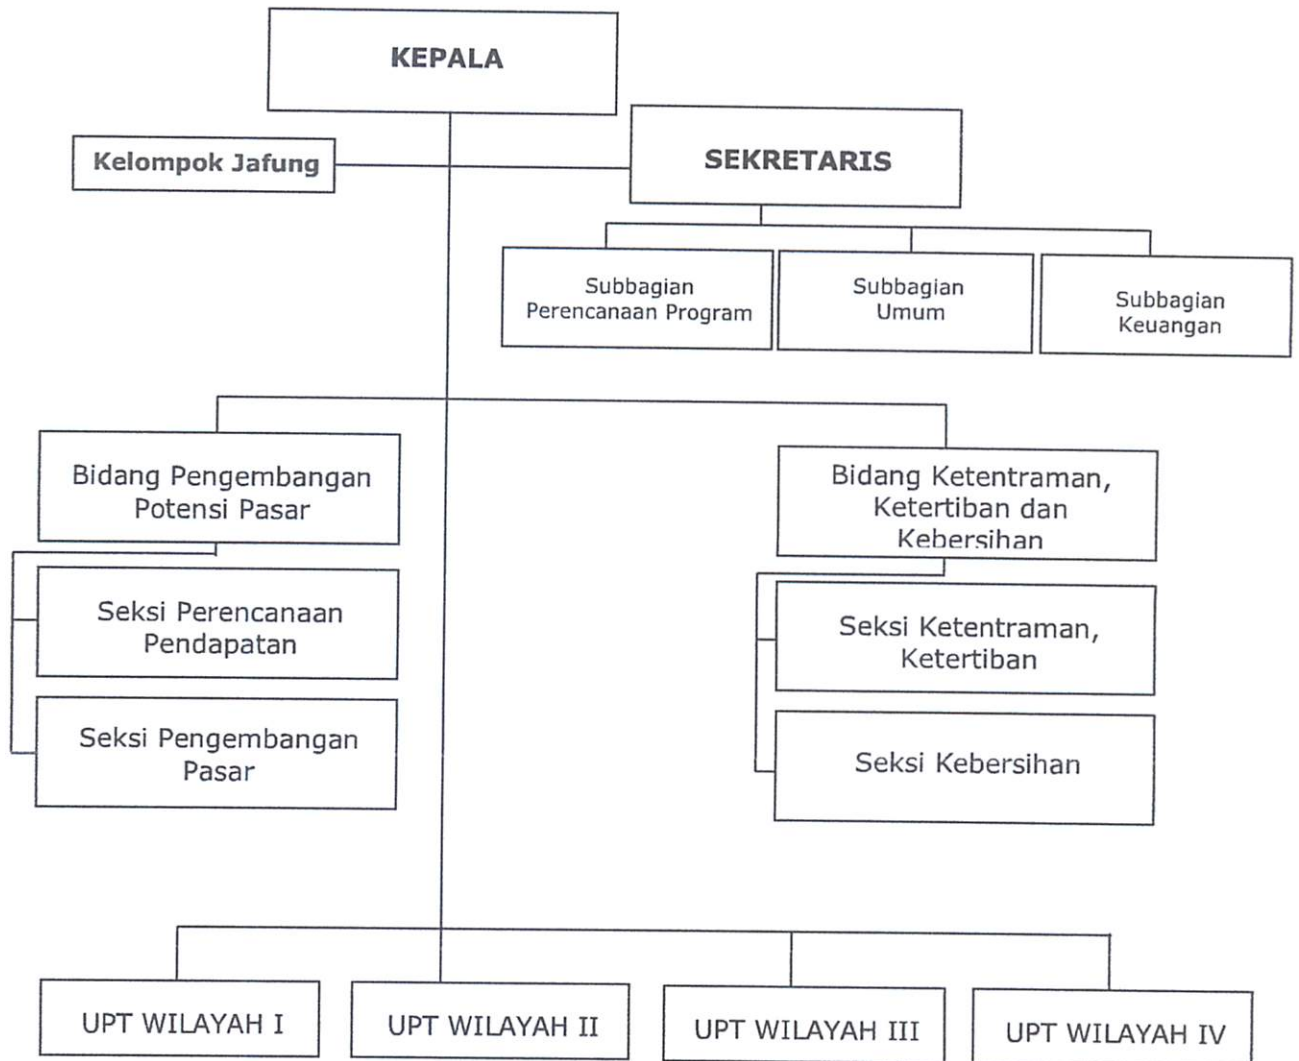 KEPALA
Kelompok Jafung
SEKRETARIS
Subbagian
Perencanaan Program
Subbagian
Umum
Subbagian
Keuangan
Bidang Pengembangan
Potensi Pasar
Bidang Ketentraman,
Ketertiban dan
Kebersihan
Seksi Perencanaan
Pendapatan
Seksi Pengembangan
Pasar
Seksi Ketentraman,
Ketertiban
Seksi Kebersihan
UPT WILAYAH I
UPT WILAYAH II
UPT WILAYAH III
UPT WILAYAH IV